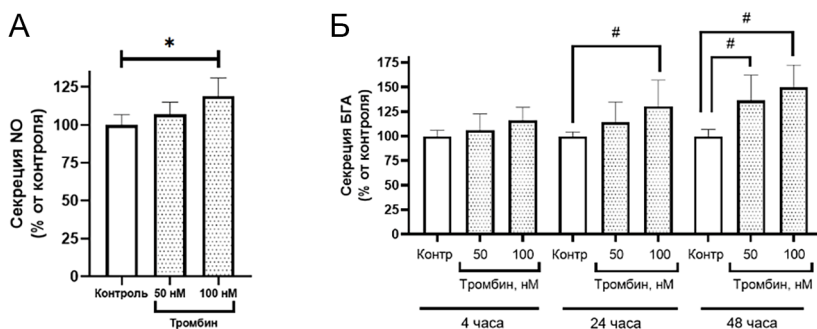 А
Секреция NO
(% от контроля)
125
100
75
50
25
0
*
Контроль 50 нМ 100 нМ
Тромбин
Б
Секреция БГА
(% от контроля)
175
150
125
100
75
50
25
0
#
#
#
Контр 50 100 Контр 50 100 Контр 50 100
Тромбин, нМ Тромбин, нМ Тромбин, нМ
4 часа 24 часа 48 часа